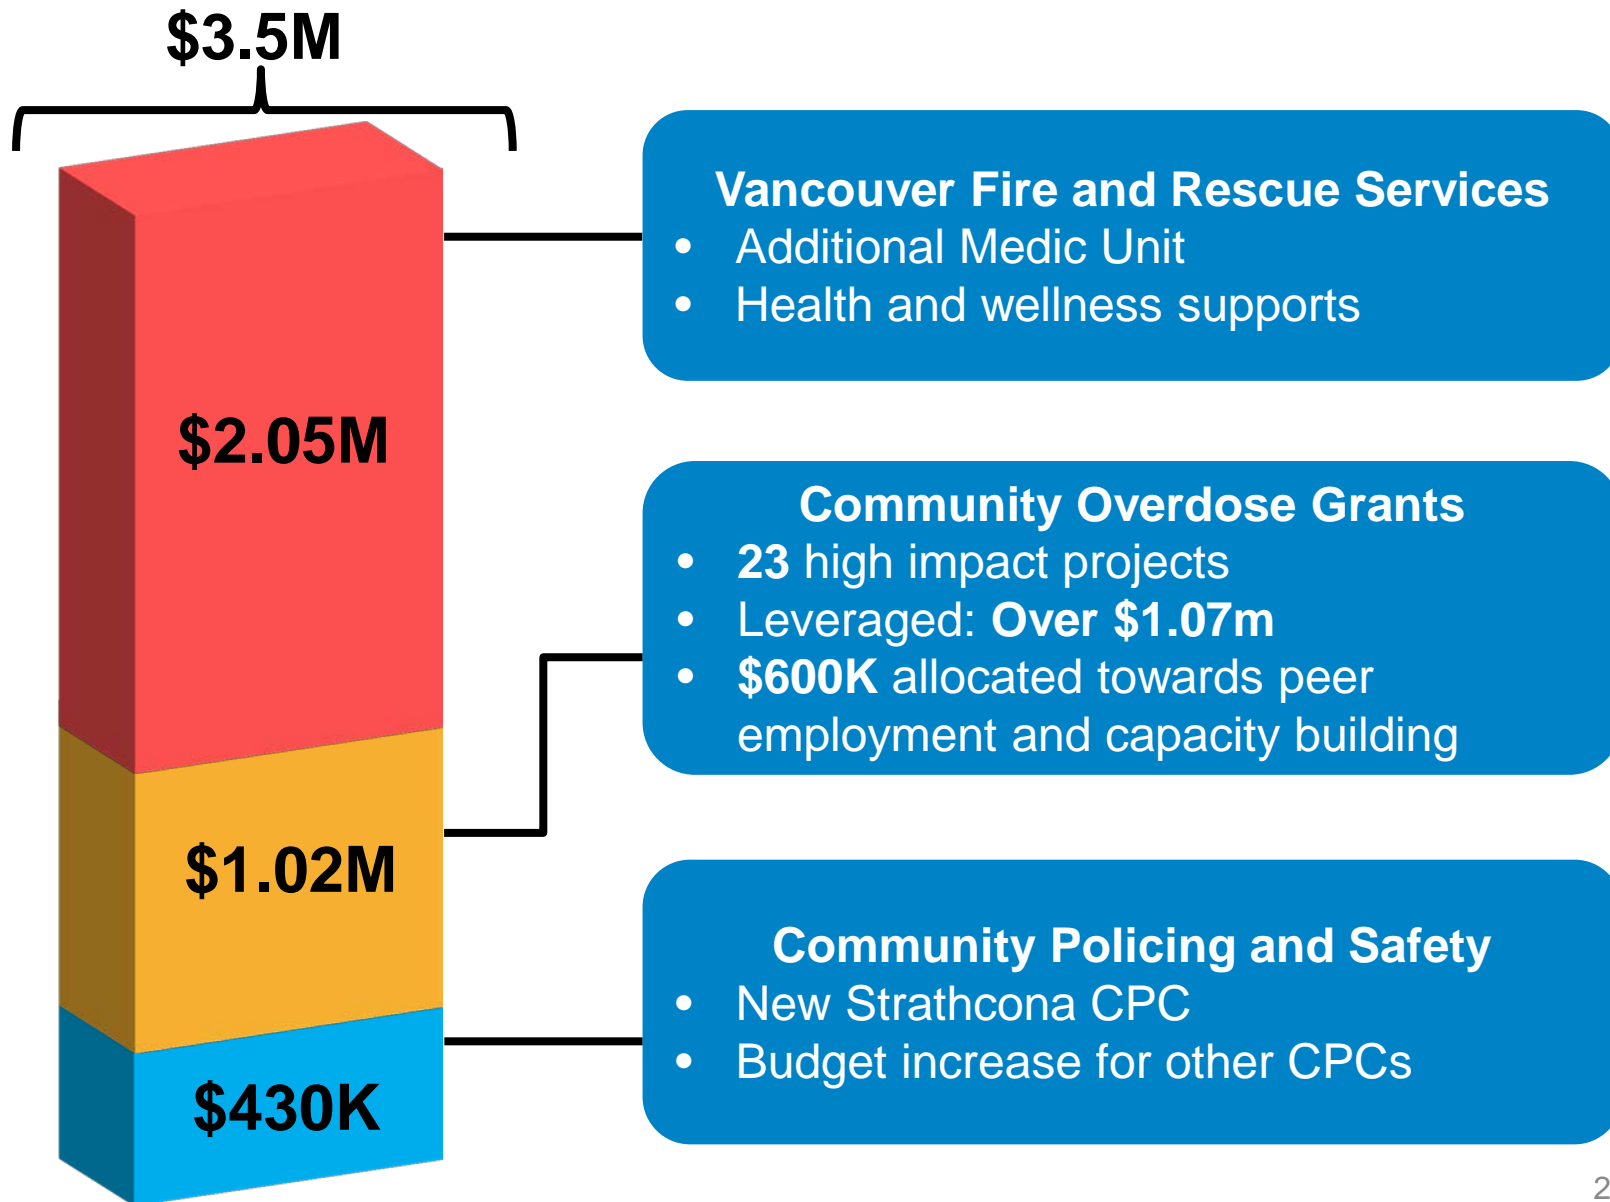 $3.5M
$2.05M
$1.02M
$430K
Vancouver Fire and Rescue Services
• Additional Medic Unit
• Health and wellness supports
Community Overdose Grants
• 23 high impact projects
• Leveraged: Over $1.07m
• $600K allocated towards peer
employment and capacity building
Community Policing and Safety
• New Strathcona CPC
• Budget increase for other CPCs
2